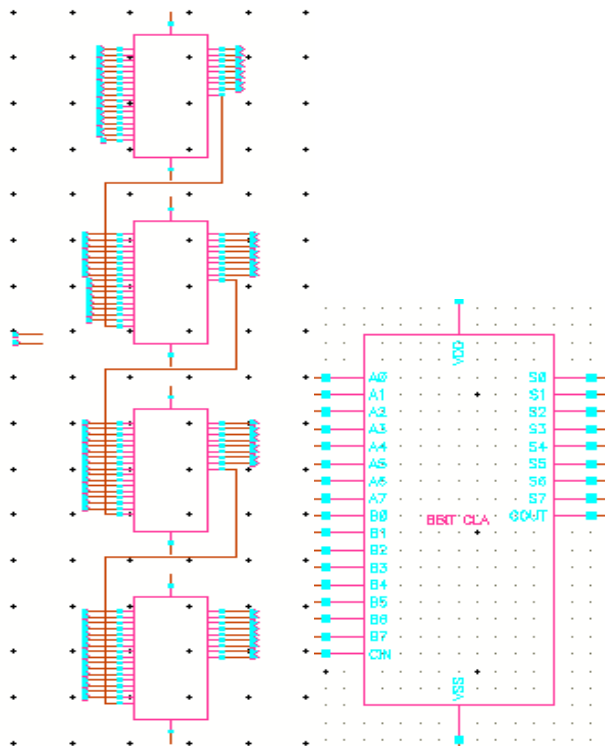 VDD
A0 S0
A1 S1
A2 S2
A3 S3
A4 S4
A5 S5
A6 S6
A7 S7
B0 8BIT CLA COUT
B1
B2
B3
B4
B5
B6
B7
CIN
VSS